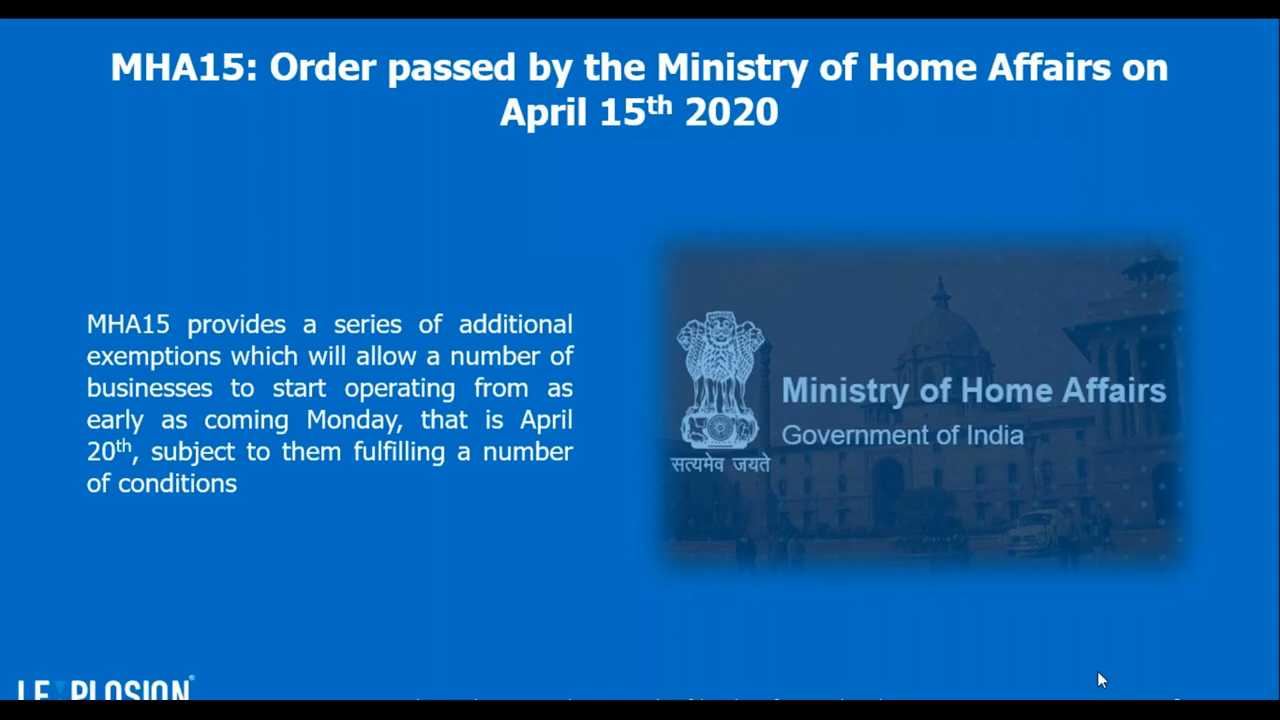 MHA15: Order passed by the Ministry of Home Affairs on
April 15th 2020
MHA15 provides a series of additional
exemptions which will allow a number of
businesses to start operating from as
early as coming Monday, that is April
20th, subject to them fulfilling a number
of conditions
Ministry of Home Affairs
Government of India
सत्यमेव जयते
LEXPLOSION